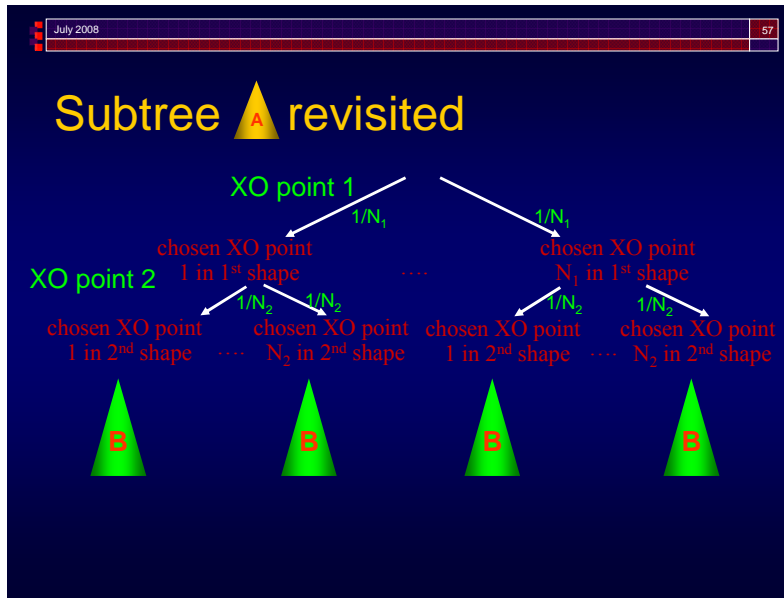 July 2008 57
Subtree A revisited
XO point 1
1/N₁ 1/N₁
chosen XO point chosen XO point
1 in 1ˢᵗ shape .... N₁ in 1ˢᵗ shape
XO point 2
1/N₂ 1/N₂ 1/N₂ 1/N₂
chosen XO point chosen XO point chosen XO point chosen XO point
1 in 2ⁿᵈ shape .... N₂ in 2ⁿᵈ shape 1 in 2ⁿᵈ shape .... N₂ in 2ⁿᵈ shape
B B B B